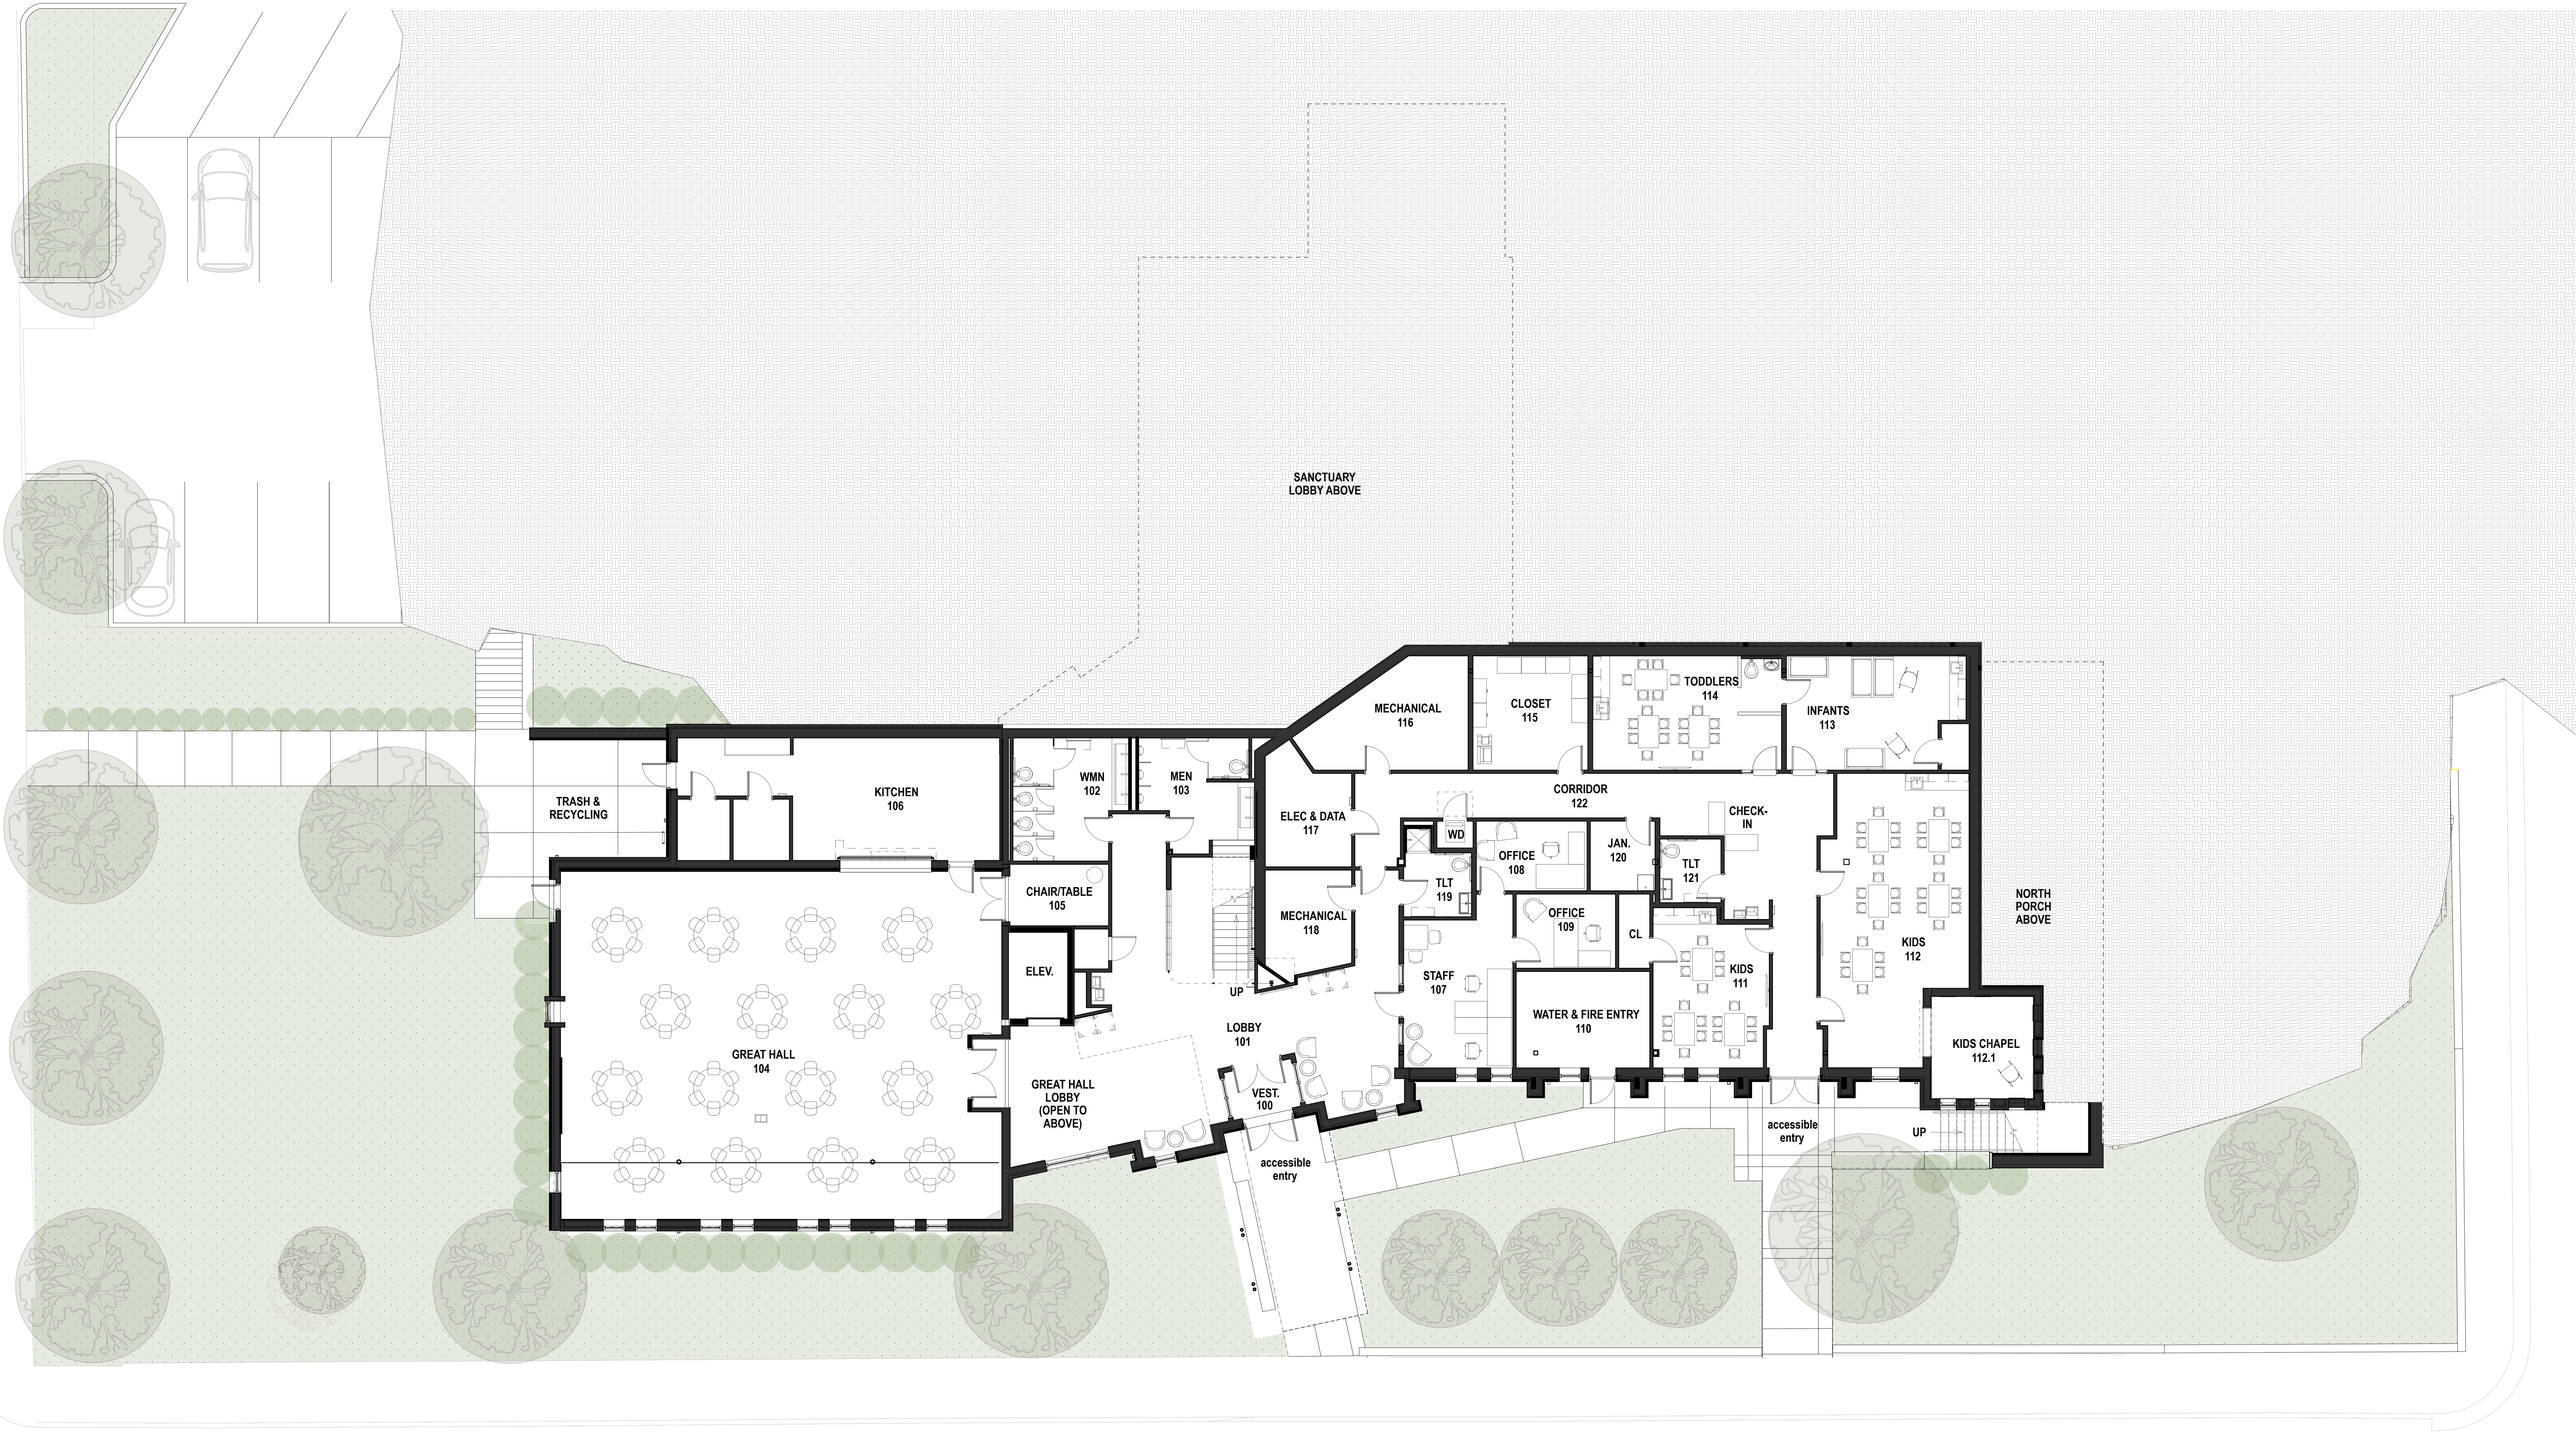 SANCTUARY
LOBBY ABOVE
TODDLERS
114
MECHANICAL
116
CLOSET
115
INFANTS
113
WMN
102
MEN
103
KITCHEN
106
CORRIDOR
122
TRASH &
RECYCLING
ELEC & DATA
117
CHECK-
IN
WD
JAN.
120
OFFICE
108
TLT
121
TLT
119
CHAIR/TABLE
105
NORTH
PORCH
ABOVE
MECHANICAL
118
OFFICE
109
CL
KIDS
112
ELEV.
STAFF
107
KIDS
111
UP
WATER & FIRE ENTRY
110
LOBBY
101
KIDS CHAPEL
112.1
GREAT HALL
104
GREAT HALL
LOBBY
(OPEN TO
ABOVE)
VEST.
100
accessible
entry
UP
accessible
entry